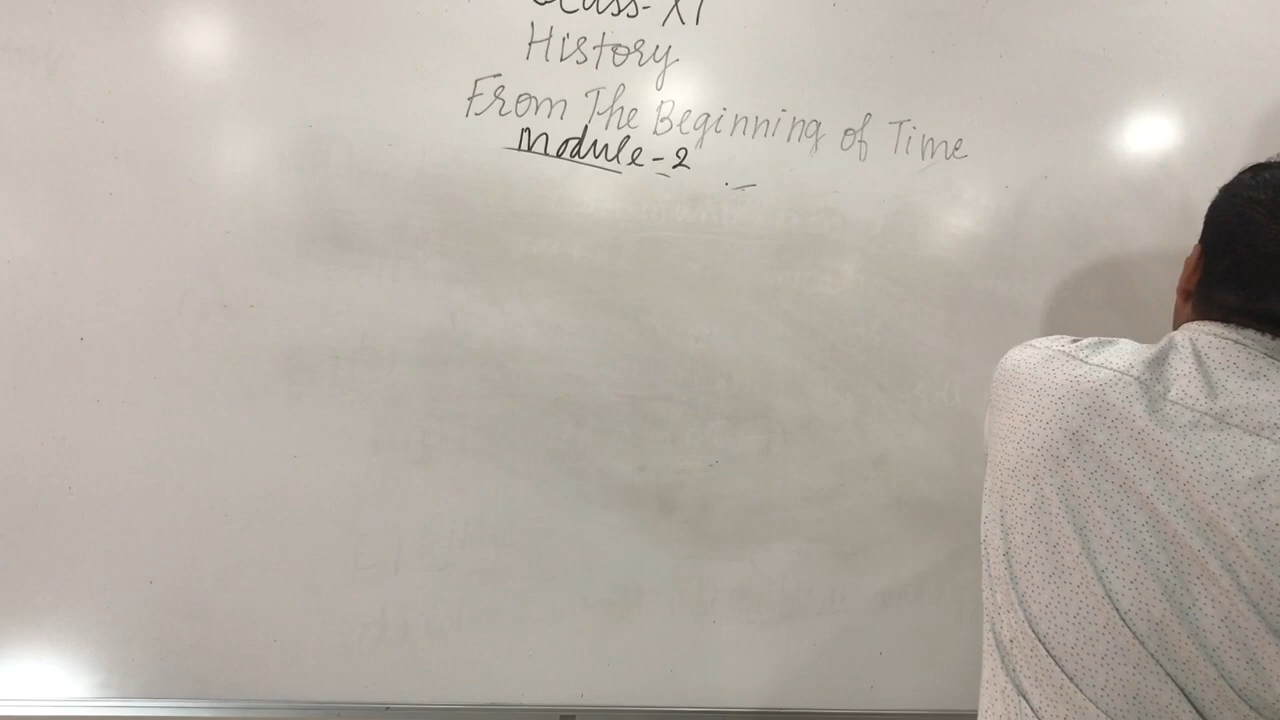 Class-XI
History
From The Beginning of Time
Module-2